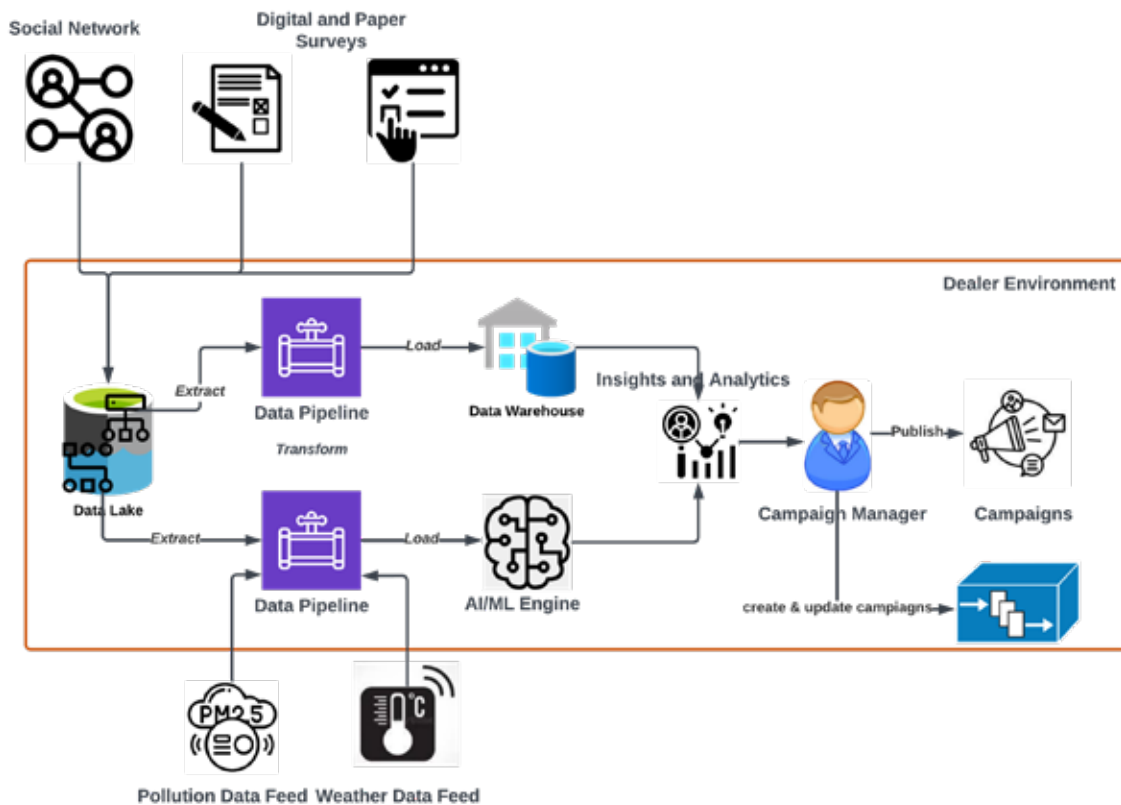 Social Network
Digital and Paper
Surveys
Dealer Environment
Extract
Load
Data Pipeline
Data Warehouse
Insights and Analytics
Transform
Publish
Data Lake
Campaign Manager
Campaigns
Extract
Load
Data Pipeline
AI/ML Engine
create & update campiagns
PM2.5
°C
Pollution Data Feed
Weather Data Feed